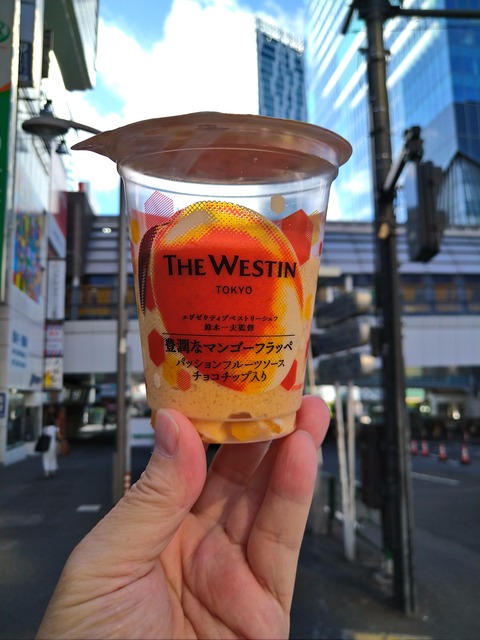 THE WESTIN
TOKYO
エグゼクティブペストリーシェフ
鈴木一夫監修
豊潤なマンゴーフラッペ
パッションフルーツソース
チョコチップ入り